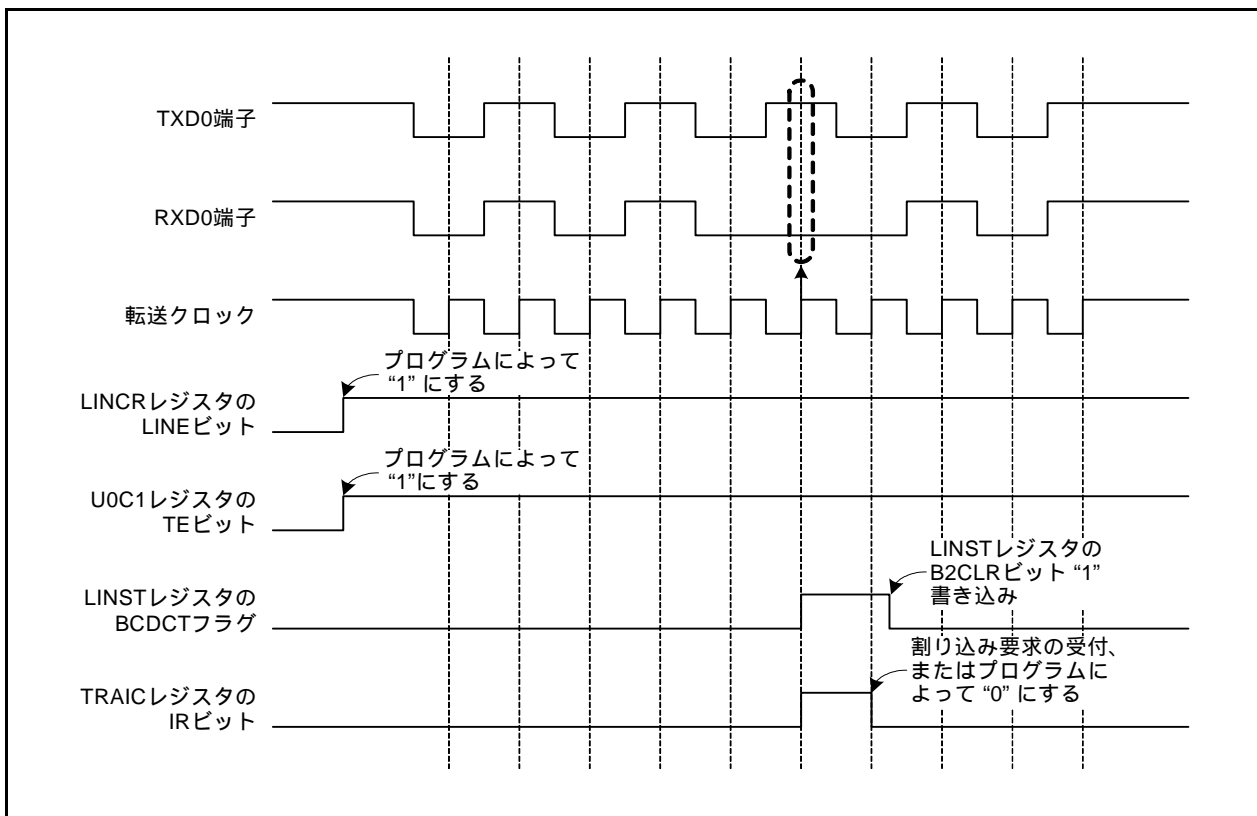 TXD0端子
RXD0端子
転送クロック
プログラムによって
“1” にする
LINCRレジスタの
LINEビット
プログラムによって
“1”にする
U0C1レジスタの
TEビット
LINSTレジスタの
B2CLRビット “1”
書き込み
LINSTレジスタの
BCDCTフラグ
割り込み要求の受付、
またはプログラムに
よって “0” にする
TRAICレジスタの
IRビット